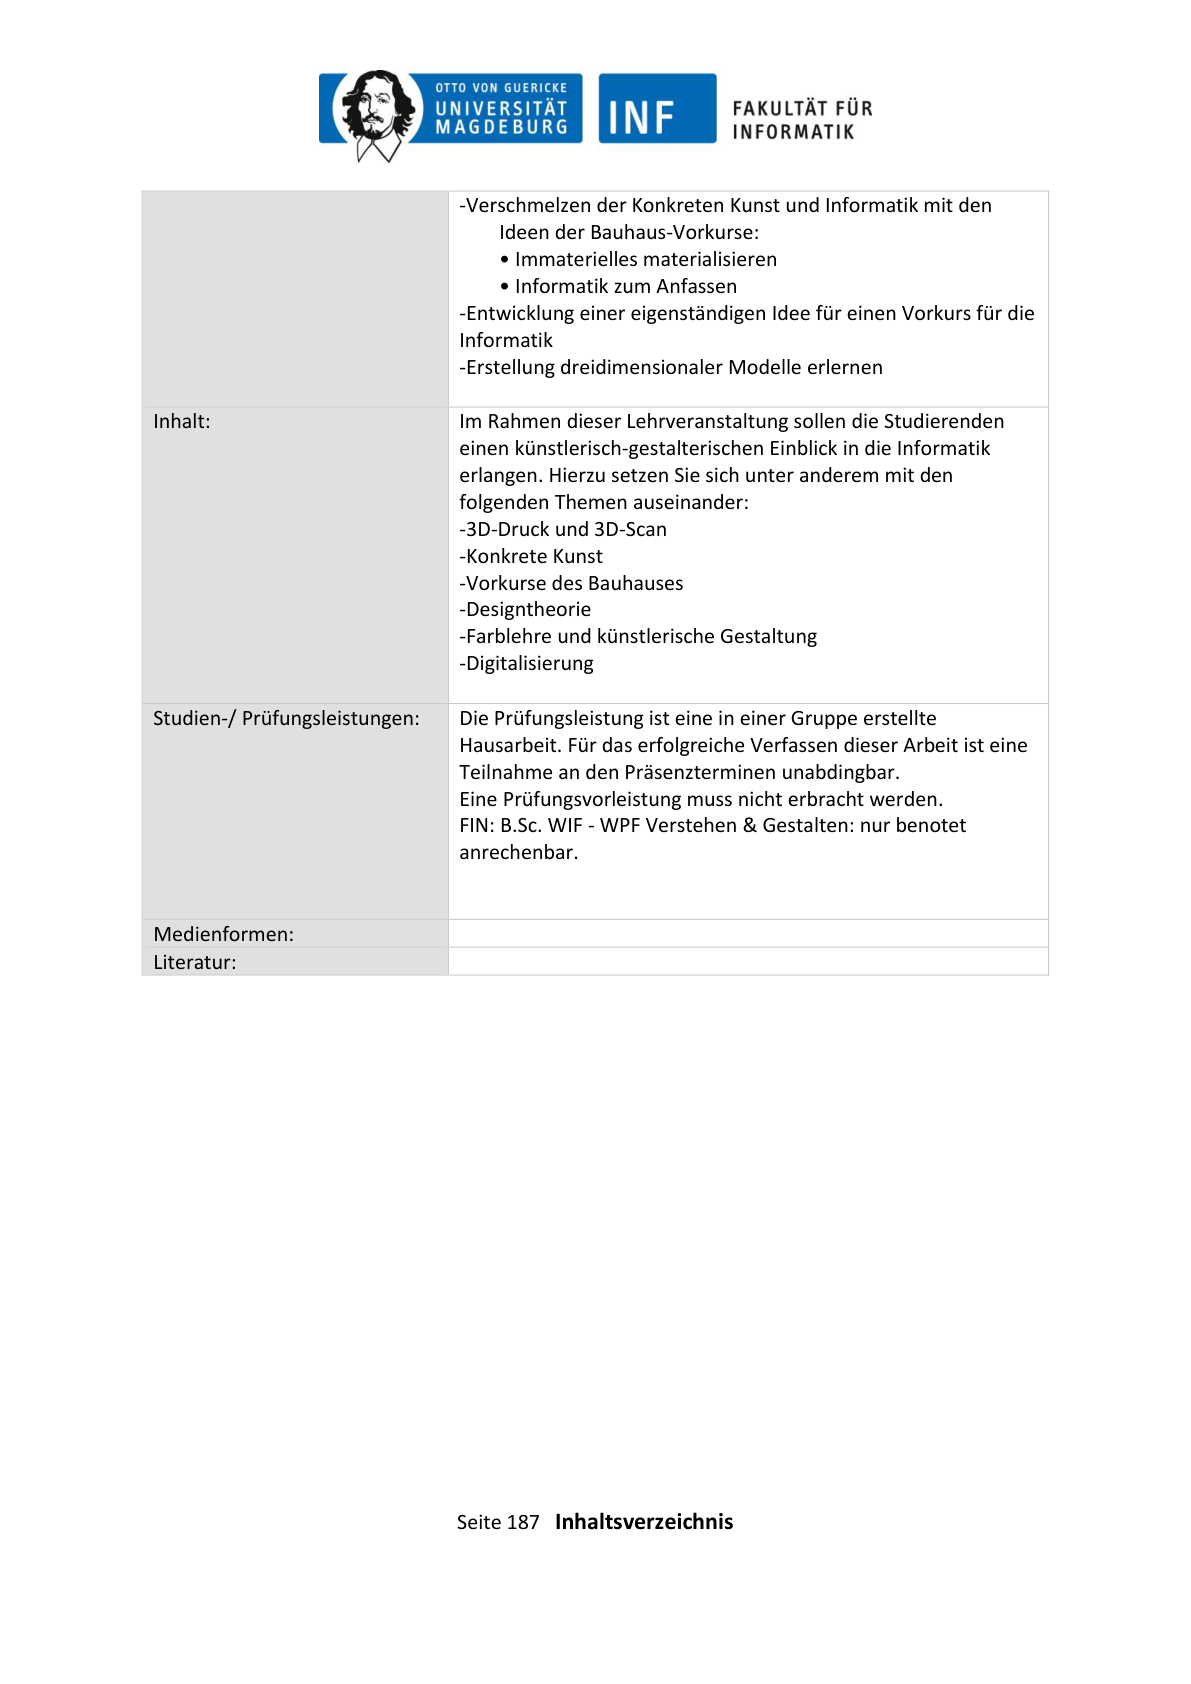 OTTO VON GUERICKE
UNIVERSITÄT
MAGDEBURG
INF
FAKULTÄT FÜR
INFORMATIK
-Verschmelzen der Konkreten Kunst und Informatik mit den
Ideen der Bauhaus-Vorkurse:
• Immaterielles materialisieren
• Informatik zum Anfassen
-Entwicklung einer eigenständigen Idee für einen Vorkurs für die
Informatik
-Erstellung dreidimensionaler Modelle erlernen
Inhalt:
Im Rahmen dieser Lehrveranstaltung sollen die Studierenden
einen künstlerisch-gestalterischen Einblick in die Informatik
erlangen. Hierzu setzen Sie sich unter anderem mit den
folgenden Themen auseinander:
-3D-Druck und 3D-Scan
-Konkrete Kunst
-Vorkurse des Bauhauses
-Designtheorie
-Farblehre und künstlerische Gestaltung
-Digitalisierung
Studien-/ Prüfungsleistungen:
Die Prüfungsleistung ist eine in einer Gruppe erstellte
Hausarbeit. Für das erfolgreiche Verfassen dieser Arbeit ist eine
Teilnahme an den Präsenzterminen unabdingbar.
Eine Prüfungsvorleistung muss nicht erbracht werden.
FIN: B.Sc. WIF - WPF Verstehen & Gestalten: nur benotet
anrechenbar.
Medienformen:
Literatur:
Seite 187 Inhaltsverzeichnis